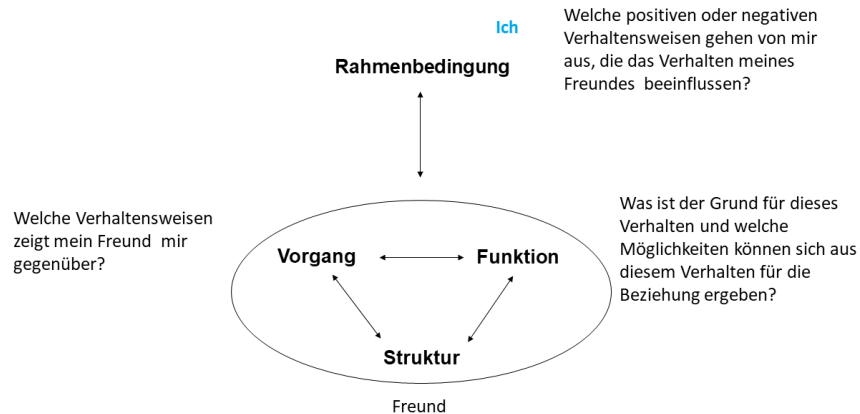 Ich
Welche positiven oder negativen
Verhaltensweisen gehen von mir
aus, die das Verhalten meines
Freundes beeinflussen?
Rahmenbedingung
Welche Verhaltensweisen
zeigt mein Freund mir
gegenüber?
Was ist der Grund für dieses
Verhalten und welche
Möglichkeiten können sich aus
diesem Verhalten für die
Beziehung ergeben?
Vorgang
Funktion
Struktur
Freund